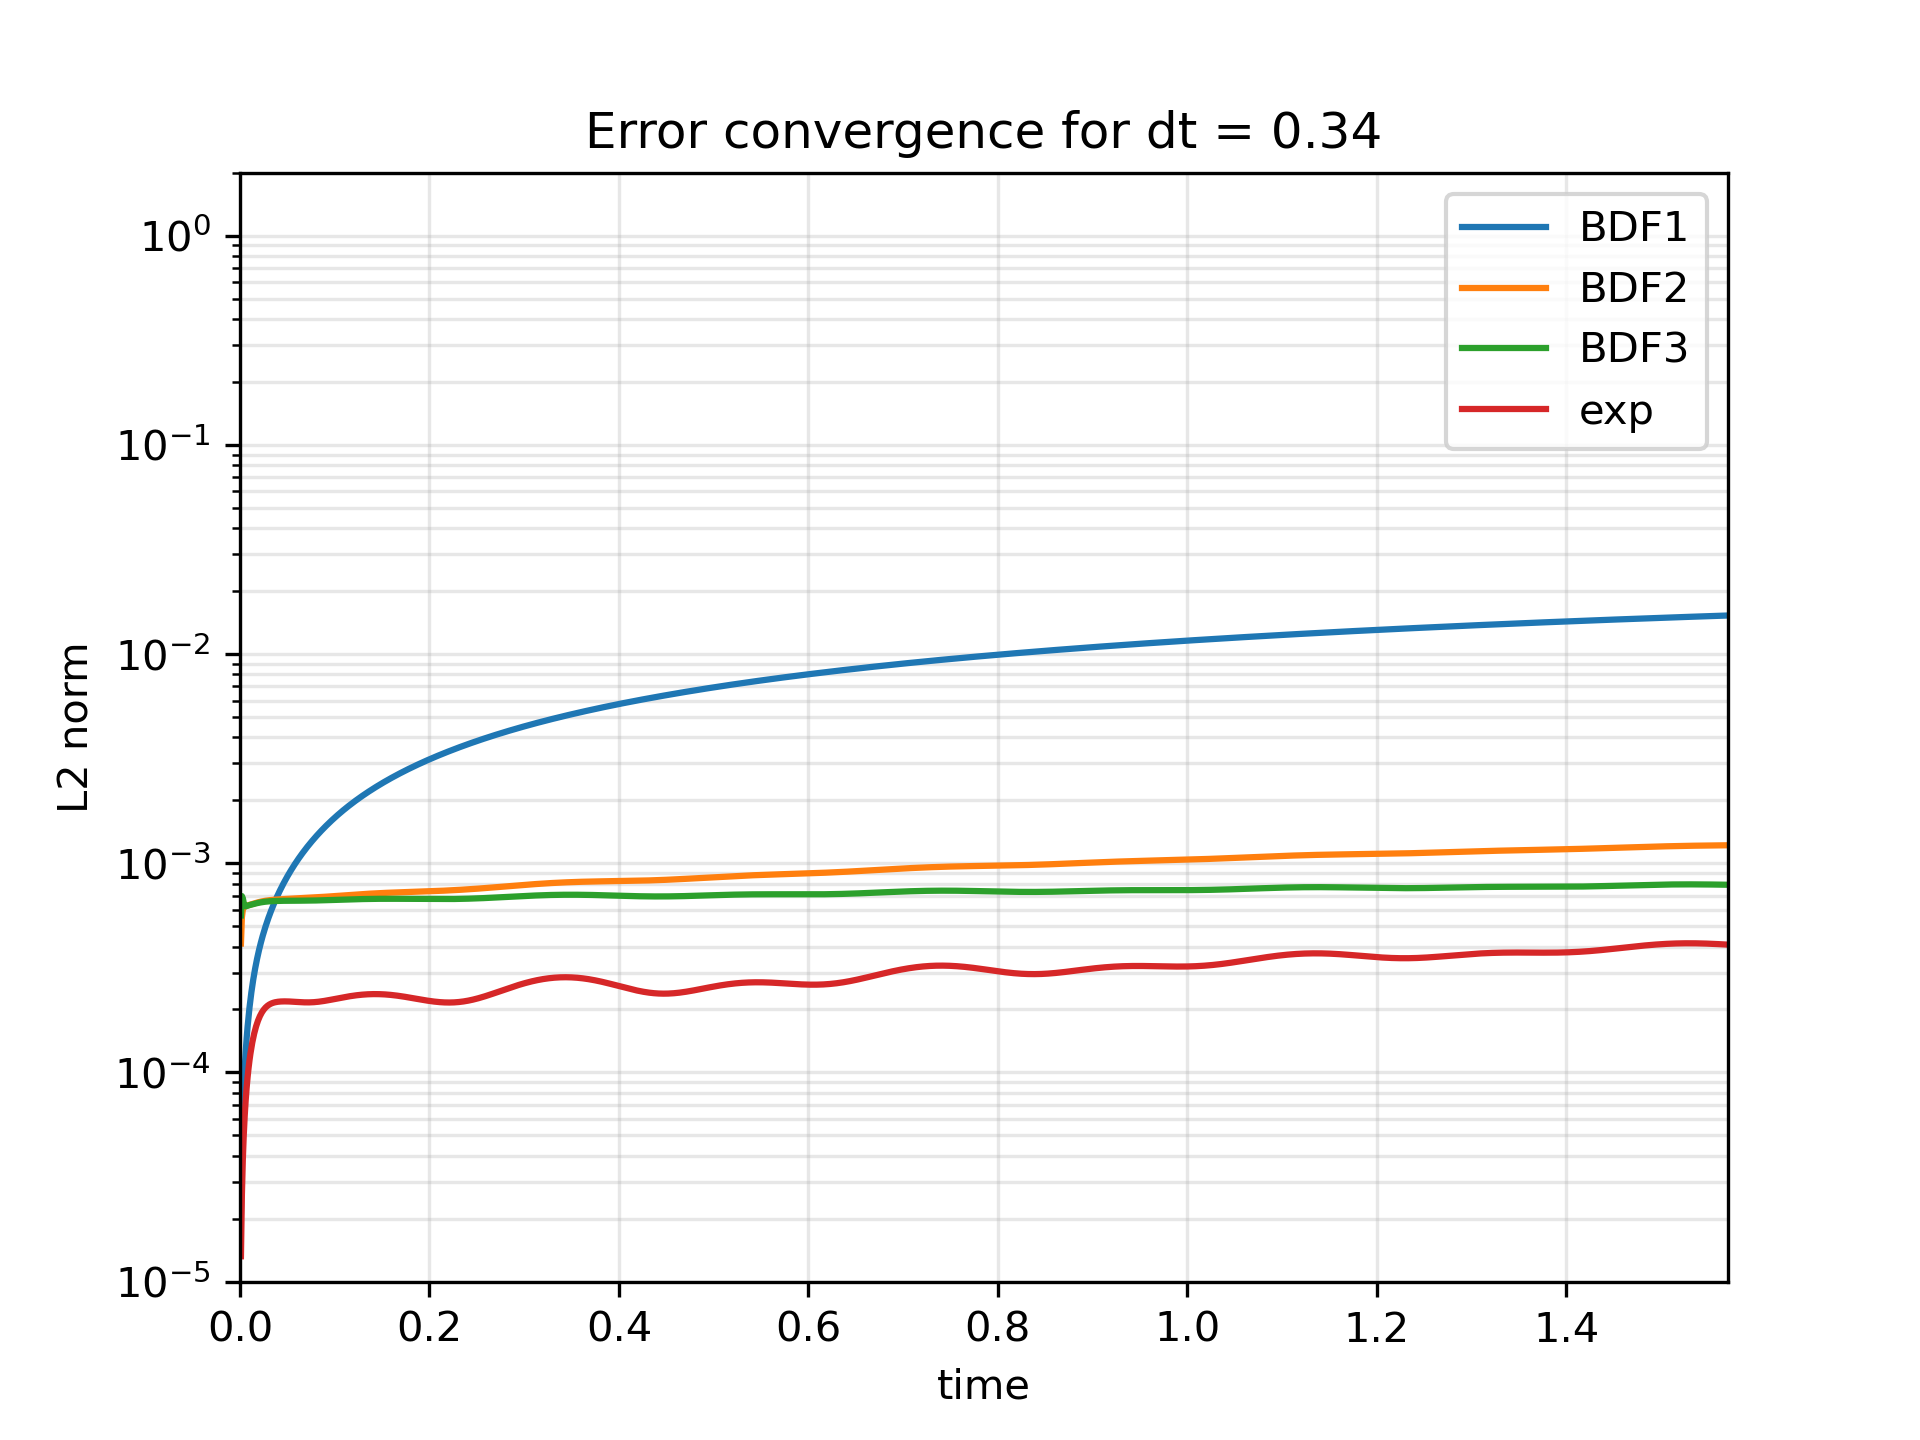 Error convergence for dt = 0.34
BDF1
BDF2
BDF3
exp
L2 norm
10⁰
10⁻¹
10⁻²
10⁻³
10⁻⁴
10⁻⁵
0.0 0.2 0.4 0.6 0.8 1.0 1.2 1.4
time